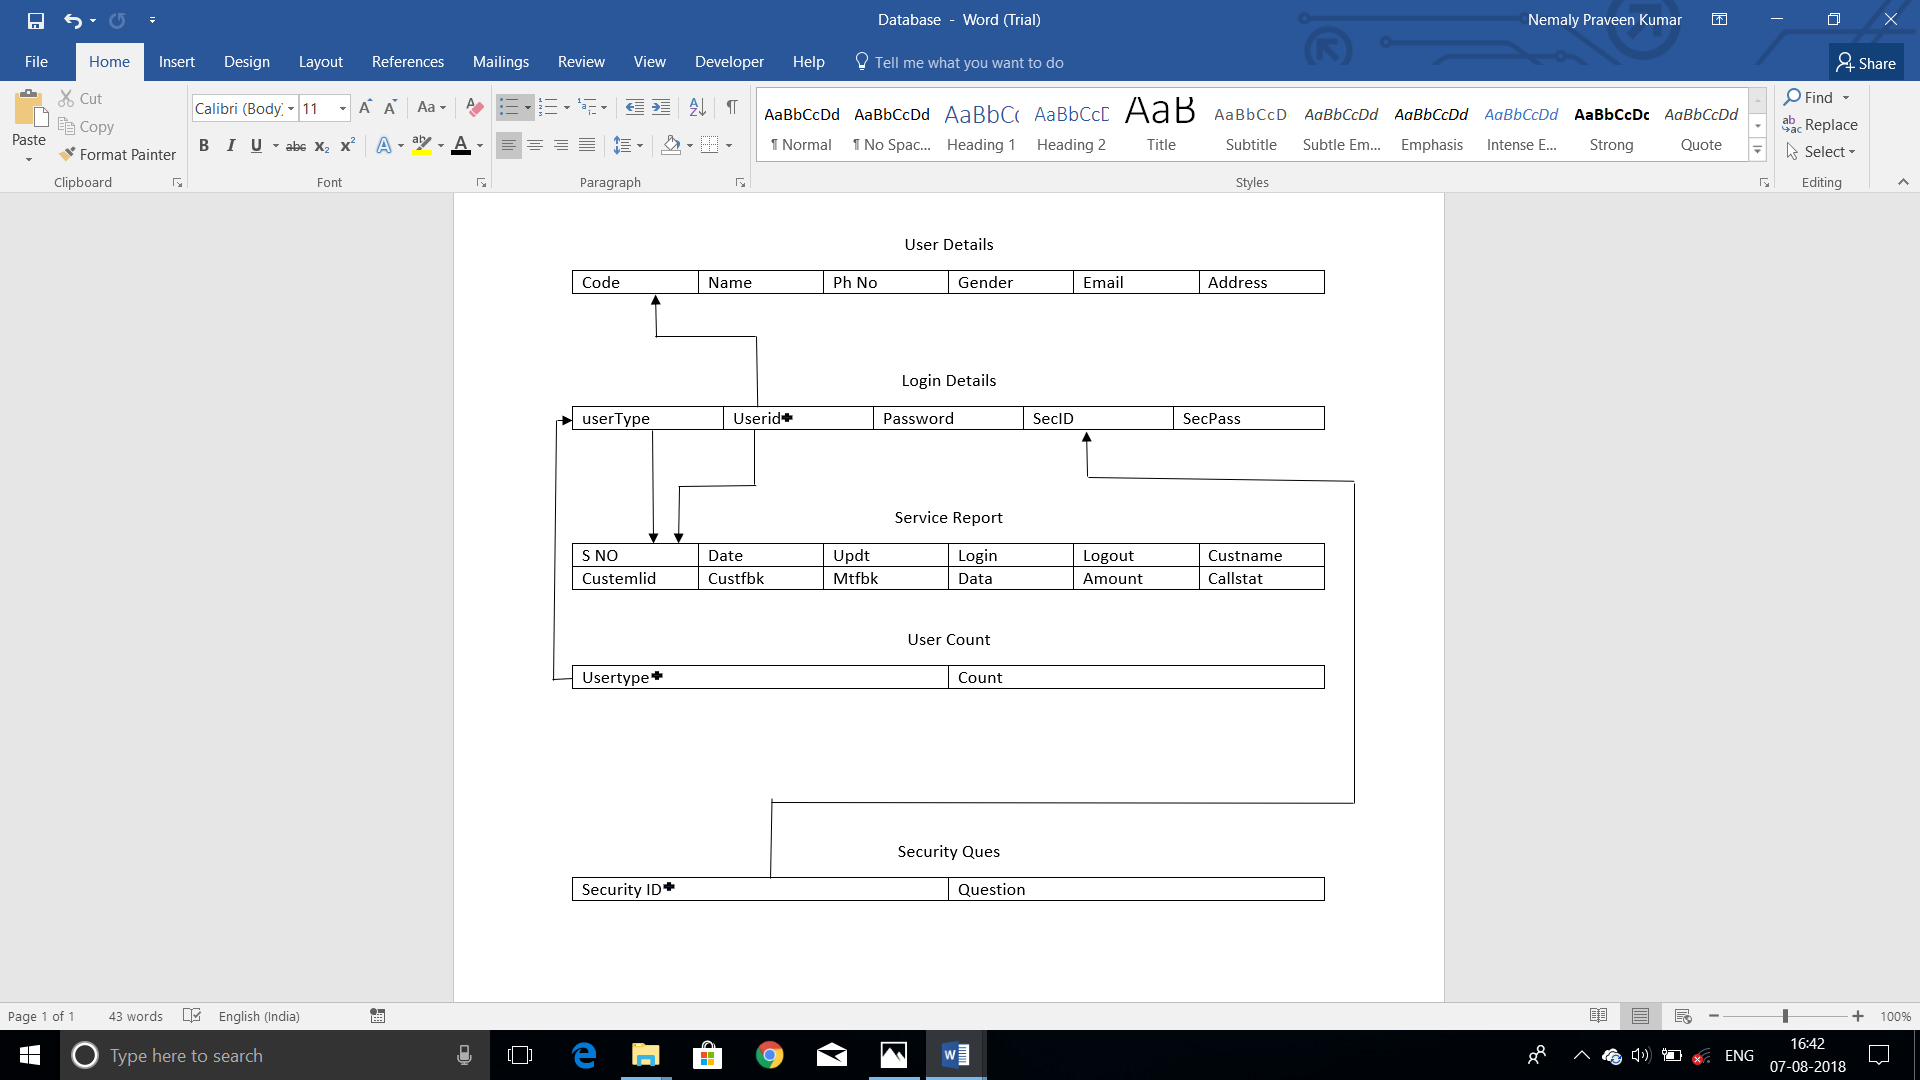 Database - Word (Trial)
Nemaly Praveen Kumar
File Home Insert Design Layout References Mailings Review View Developer Help Tell me what you want to do Share
Paste
Cut
Copy
Format Painter
Clipboard
Calibri (Body) 11 Aa
B I U abc X2 X2 A A
Font
Paragraph
AaBbCcDd AaBbCcDd AaBbCc AaBbCcD AaB AaBbCcD AaBbCcDd AaBbCcDd AaBbCcDd AaBbCcDc AaBbCcDd
¶ Normal ¶ No Spac... Heading 1 Heading 2 Title Subtitle Subtle Em... Emphasis Intense E... Strong Quote
Styles
Find
Replace
Select
Editing
User Details
Code Name Ph No Gender Email Address
Login Details
userType Userid Password SecID SecPass
Service Report
S NO Date Updt Login Logout Custname
Custemlid Custfbk Mtfbk Data Amount Callstat
User Count
Usertype Count
Security Ques
Security ID Question
Page 1 of 1 43 words English (India) 100%
Type here to search
ENG
16:42
07-08-2018